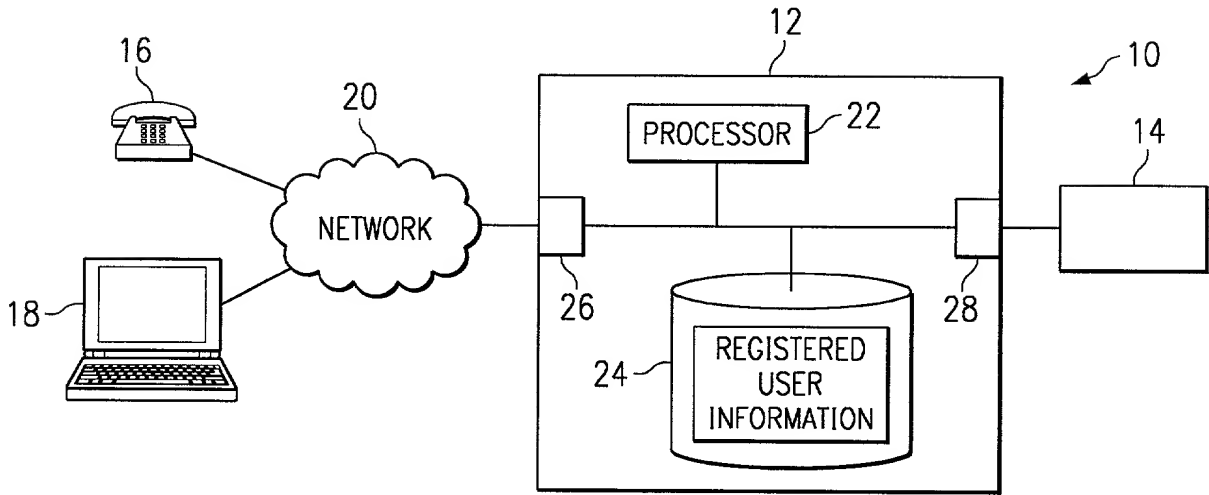 12
10
16
20
PROCESSOR
22
14
NETWORK
26
28
18
24
REGISTERED
USER
INFORMATION